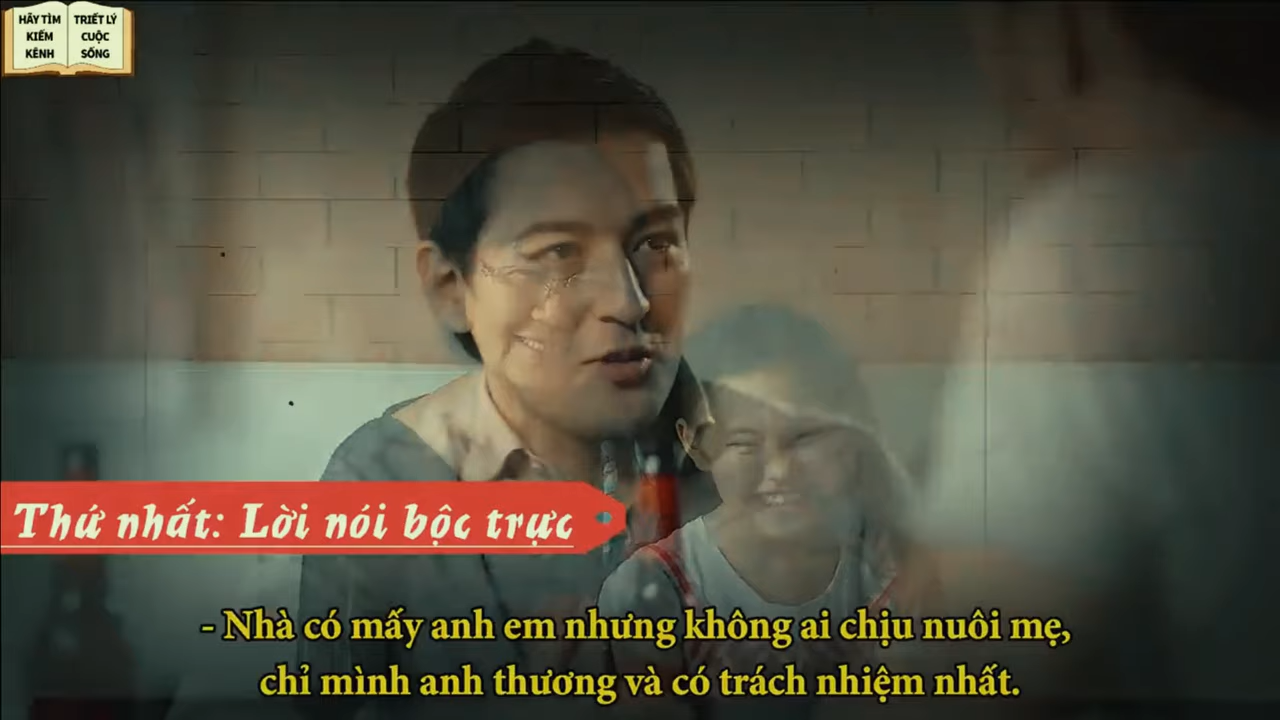 HÃY TÌM
KIẾM
KÊNH
TRIẾT LÝ
CUỘC
SỐNG
Thứ nhất: Lời nói bộc trực
- Nhà có mấy anh em nhưng không ai chịu nuôi mẹ,
chỉ mình anh thương và có trách nhiệm nhất.